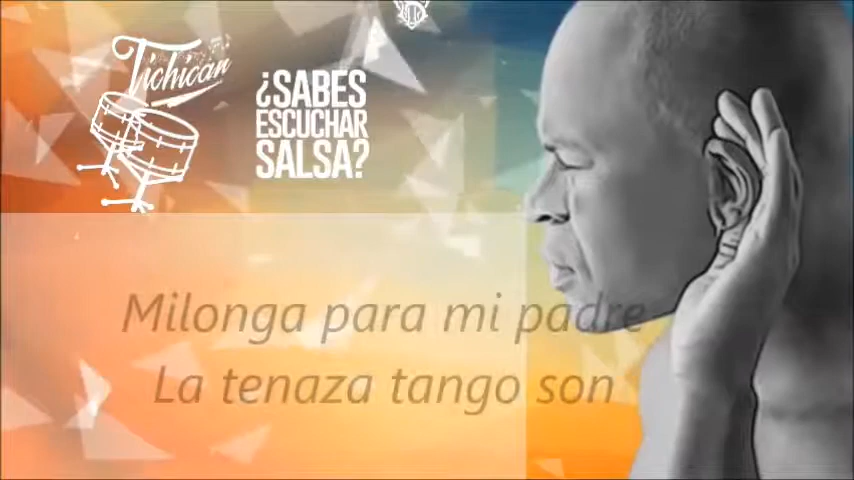 Tichicán
¿SABES
ESCUCHAR
SALSA?
Milonga para mi padre
La tenaza tango son